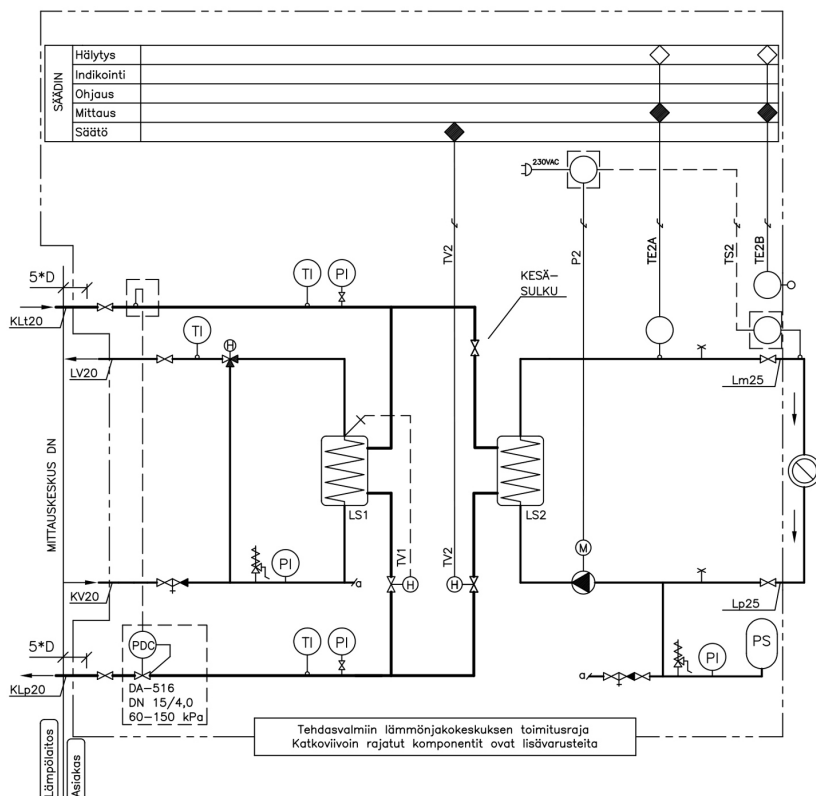 SÄÄDIN
Hälytys
Indikointi
Ohjaus
Mittaus
Säätö
230VAC
TV2
P2
TE2A
TS2
TE2B
5*D
TI
PI
KESÄ-
SULKU
KLt20
TI
H
LV20
Lm25
MITTAUSKESKUS DN
LS1
LS2
TV1
TV2
M
PI
a
H
H
KV20
Lp25
5*D
PDC
TI
PI
PI
PS
a
KLp20
DA-516
DN 15/4,0
60-150 kPa
Tehdasvalmiin lämmönjakokeskuksen toimitusraja
Katkoviivoin rajatut komponentit ovat lisävarusteita
Lämpölaitos
Asiakas